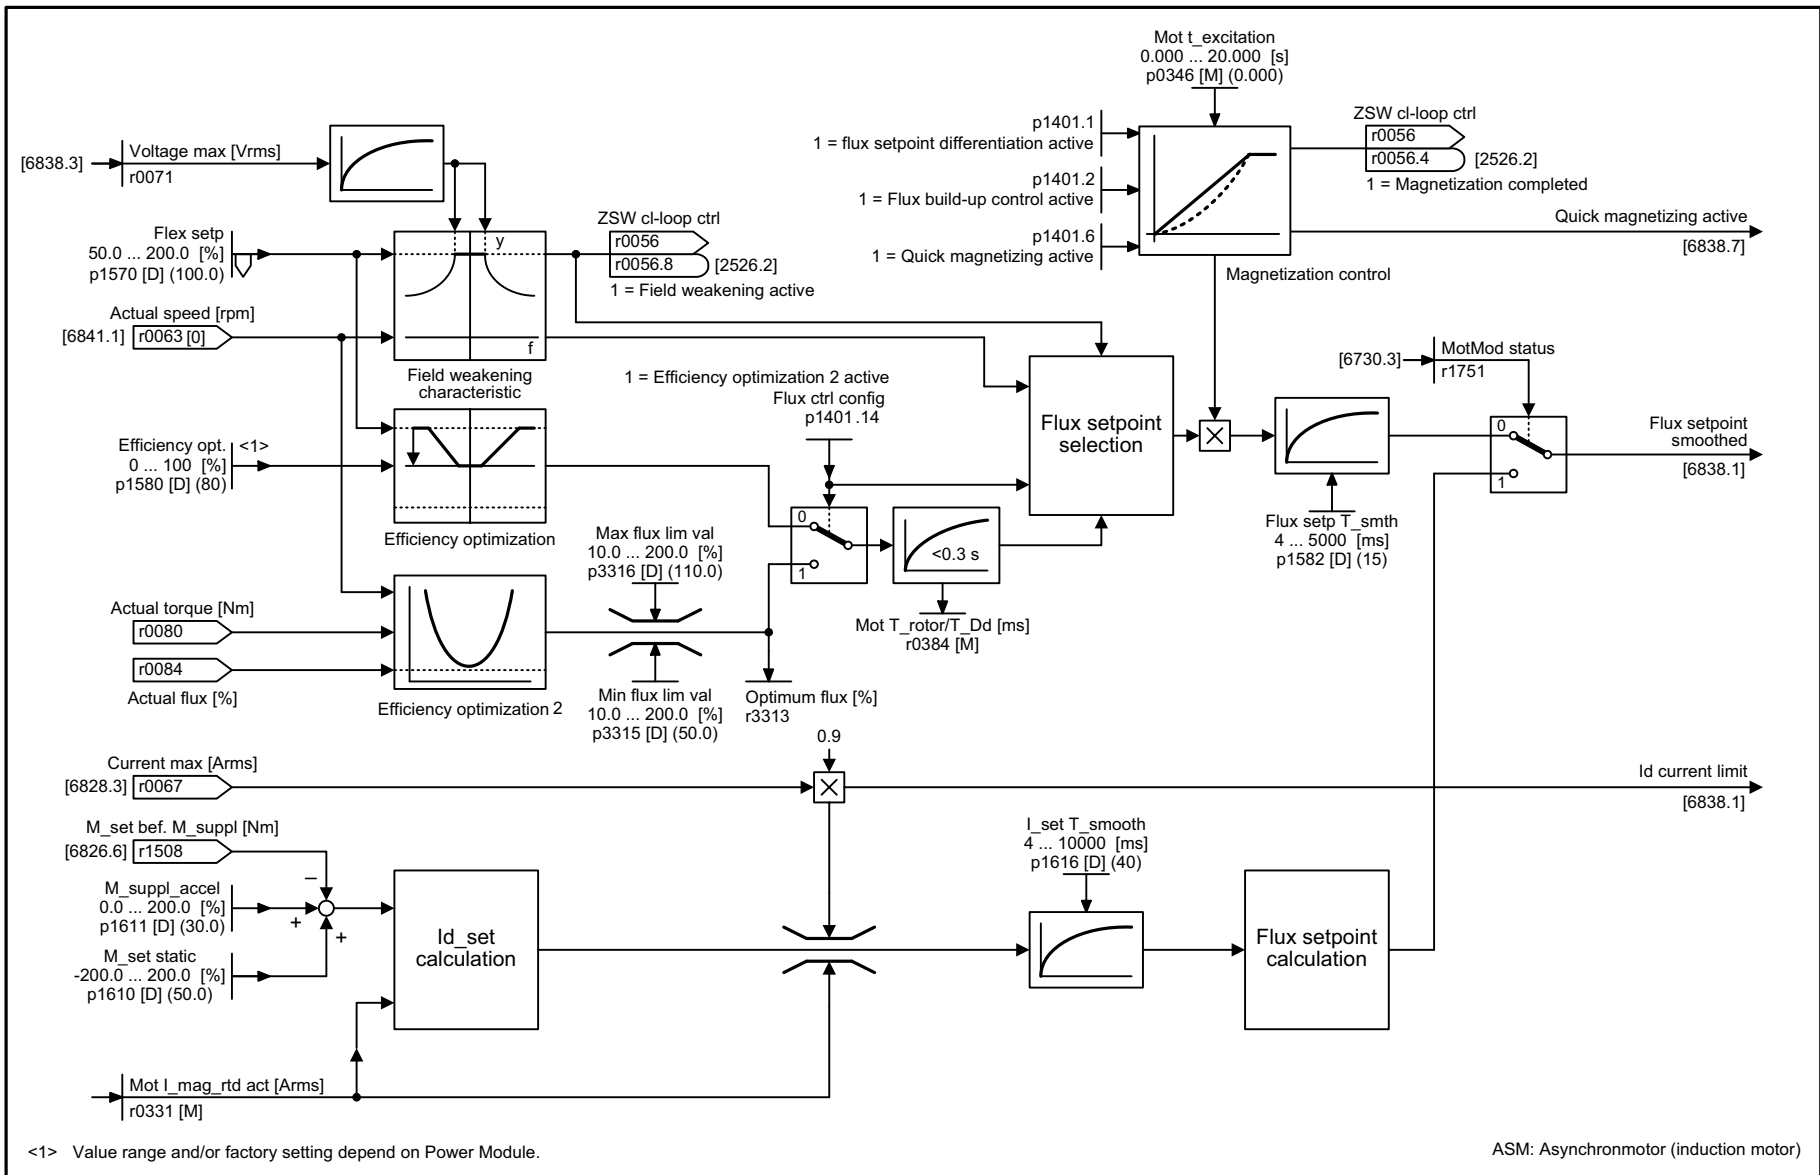 Mot t_excitation
0.000 ... 20.000 [s]
p0346 [M] (0.000)
p1401.1
1 = flux setpoint differentiation active
p1401.2
1 = Flux build-up control active
p1401.6
1 = Quick magnetizing active
Magnetization control
ZSW cl-loop ctrl
r0056
r0056.4
[2526.2]
1 = Magnetization completed
Quick magnetizing active
[6838.7]
[6838.3]
Voltage max [Vrms]
r0071
Flex setp
50.0 ... 200.0 [%]
p1570 [D] (100.0)
Actual speed [rpm]
[6841.1]
r0063 [0]
y
f
Field weakening
characteristic
ZSW cl-loop ctrl
r0056
r0056.8
[2526.2]
1 = Field weakening active
Efficiency opt.
<1>
0 ... 100 [%]
p1580 [D] (80)
Efficiency optimization
1 = Efficiency optimization 2 active
Flux ctrl config
p1401.14
0
1
<0.3 s
Mot T_rotor/T_Dd [ms]
r0384 [M]
Flux setpoint
selection
Flux setp T_smth
4 ... 5000 [ms]
p1582 [D] (15)
[6730.3]
MotMod status
r1751
0
1
Flux setpoint
smoothed
[6838.1]
Actual torque [Nm]
r0080
r0084
Actual flux [%]
Efficiency optimization 2
Max flux lim val
10.0 ... 200.0 [%]
p3316 [D] (110.0)
Min flux lim val
10.0 ... 200.0 [%]
p3315 [D] (50.0)
Optimum flux [%]
r3313
0.9
Current max [Arms]
[6828.3]
r0067
Id current limit
[6838.1]
M_set bef. M_suppl [Nm]
[6826.6]
r1508
–
M_suppl_accel
0.0 ... 200.0 [%]
p1611 [D] (30.0)
+
+
M_set static
-200.0 ... 200.0 [%]
p1610 [D] (50.0)
Id_set
calculation
I_set T_smooth
4 ... 10000 [ms]
p1616 [D] (40)
Flux setpoint
calculation
Mot I_mag_rtd act [Arms]
r0331 [M]
<1> Value range and/or factory setting depend on Power Module.
ASM: Asynchronmotor (induction motor)